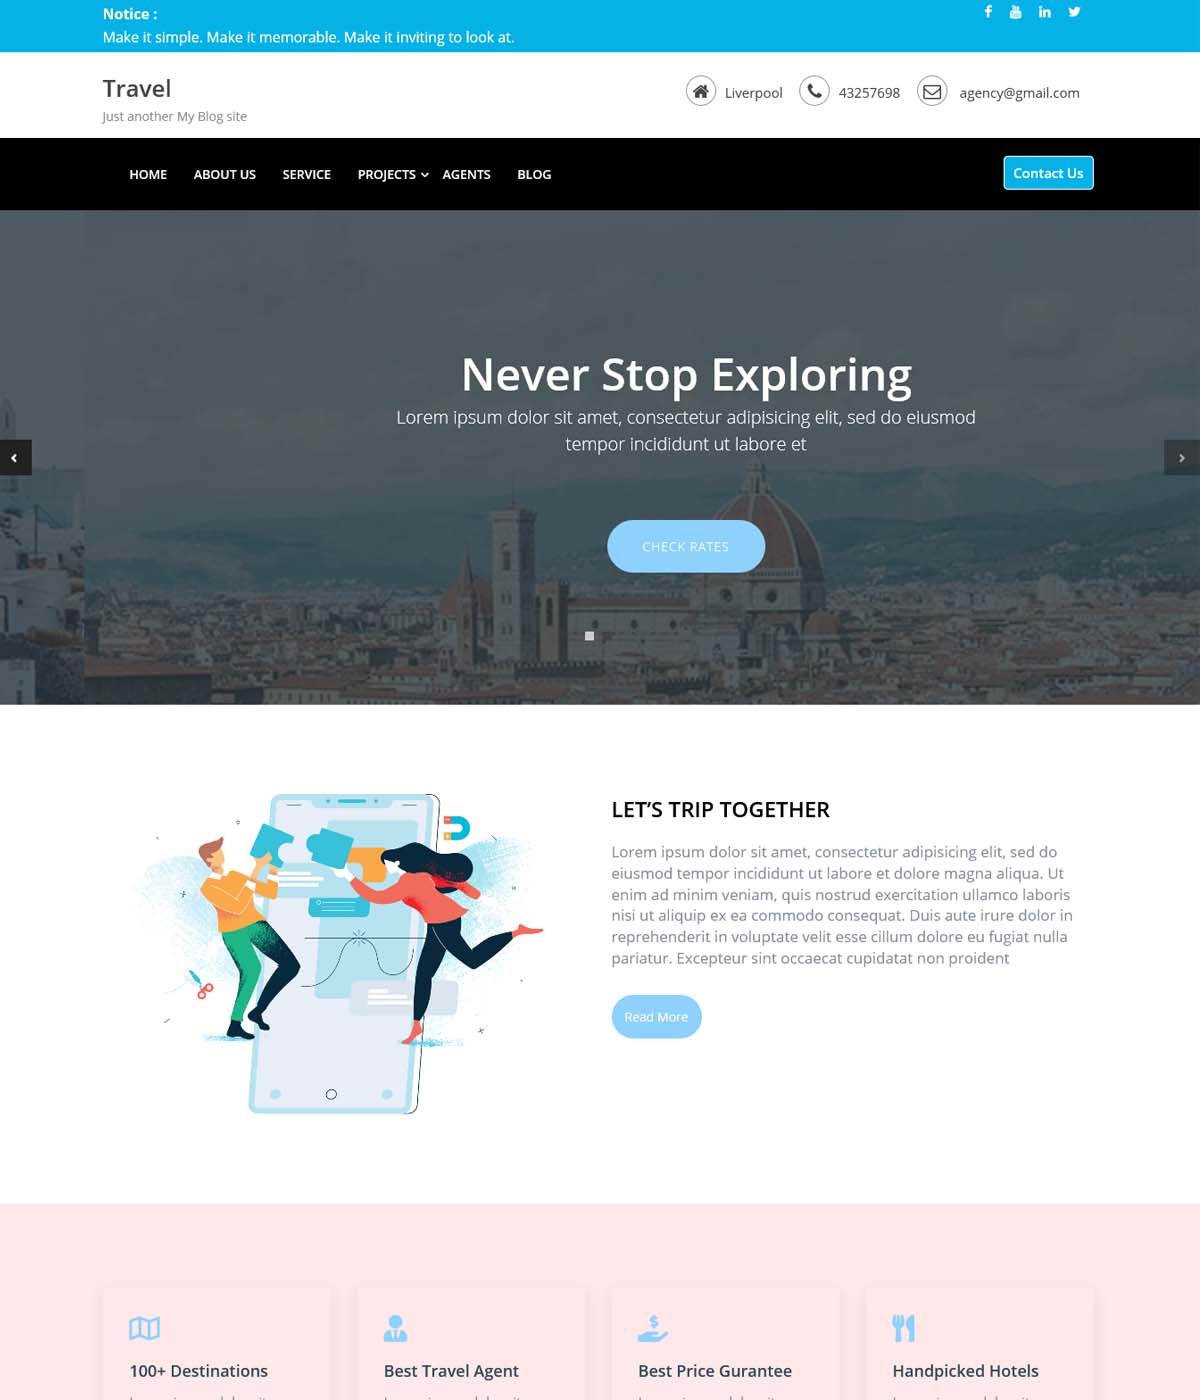 Notice :
Make it simple. Make it memorable. Make it inviting to look at.
Travel
Just another My Blog site
Liverpool
43257698
agency@gmail.com
HOME ABOUT US SERVICE PROJECTS AGENTS BLOG
Contact Us
Never Stop Exploring
Lorem ipsum dolor sit amet, consectetur adipisicing elit, sed do eiusmod
tempor incididunt ut labore et
CHECK RATES
LET’S TRIP TOGETHER
Lorem ipsum dolor sit amet, consectetur adipisicing elit, sed do
eiusmod tempor incididunt ut labore et dolore magna aliqua. Ut
enim ad minim veniam, quis nostrud exercitation ullamco laboris
nisi ut aliquip ex ea commodo consequat. Duis aute irure dolor in
reprehenderit in voluptate velit esse cillum dolore eu fugiat nulla
pariatur. Excepteur sint occaecat cupidatat non proident
Read More
100+ Destinations
Best Travel Agent
Best Price Gurantee
Handpicked Hotels